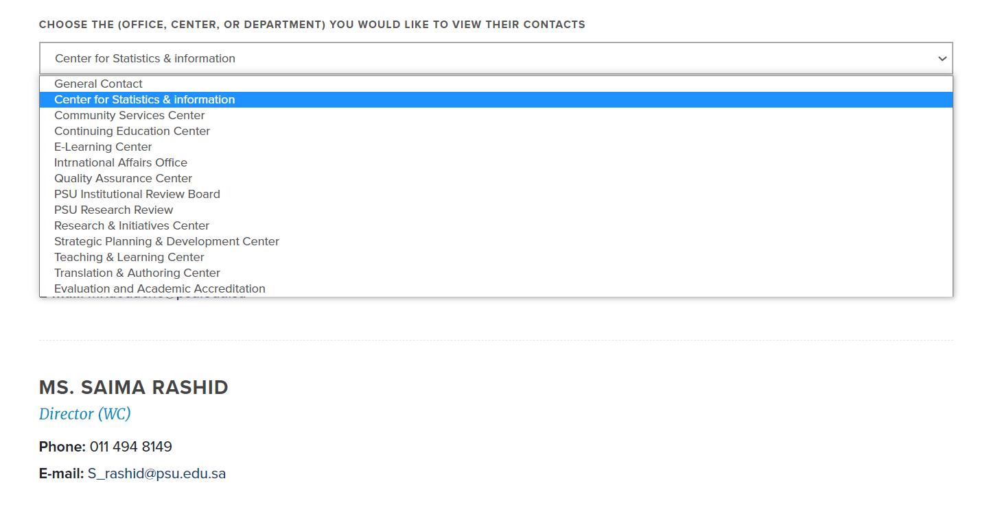 CHOOSE THE (OFFICE, CENTER, OR DEPARTMENT) YOU WOULD LIKE TO VIEW THEIR CONTACTS
Center for Statistics & information
General Contact
Center for Statistics & information
Community Services Center
Continuing Education Center
E-Learning Center
Intrnational Affairs Office
Quality Assurance Center
PSU Institutional Review Board
PSU Research Review
Research & Initiatives Center
Strategic Planning & Development Center
Teaching & Learning Center
Translation & Authoring Center
Evaluation and Academic Accreditation
MS. SAIMA RASHID
Director (WC)
Phone: 011 494 8149
E-mail: S_rashid@psu.edu.sa